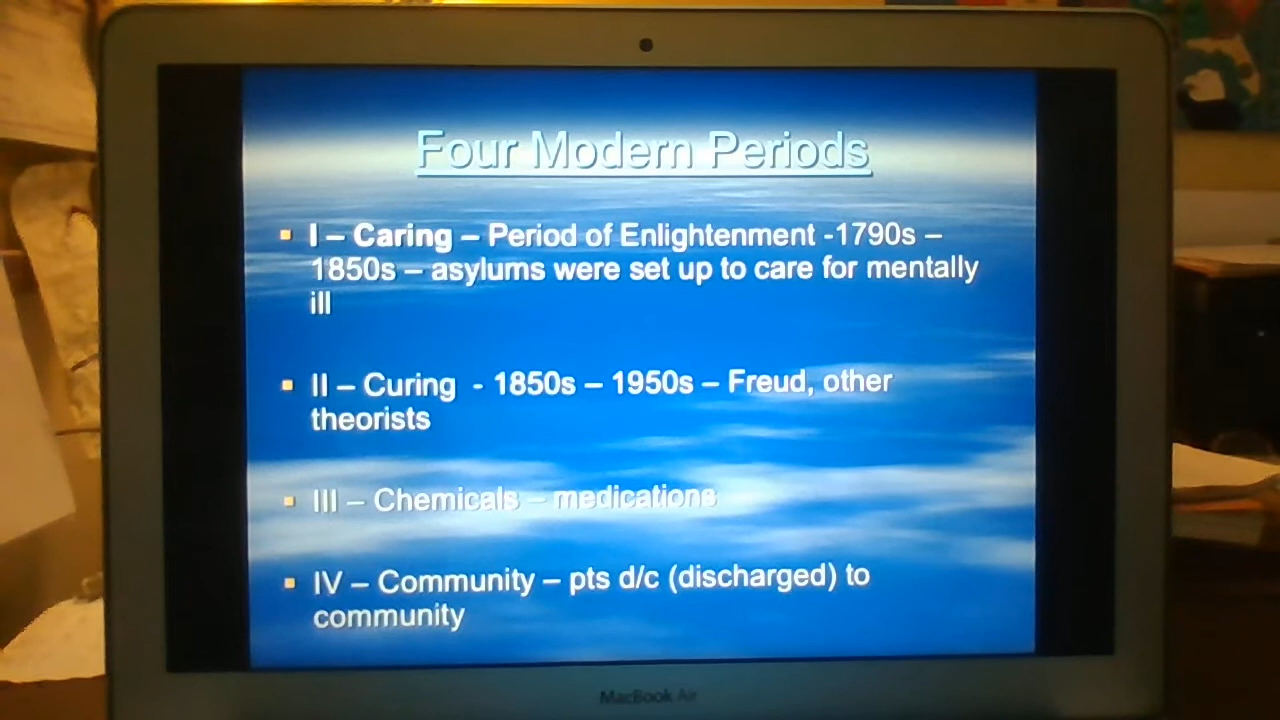 Four Modern Periods
I – Caring – Period of Enlightenment -1790s –
1850s – asylums were set up to care for mentally
ill
II – Curing - 1850s – 1950s – Freud, other
theorists
III – Chemicals – medications
IV – Community – pts d/c (discharged) to
community
MacBook Air